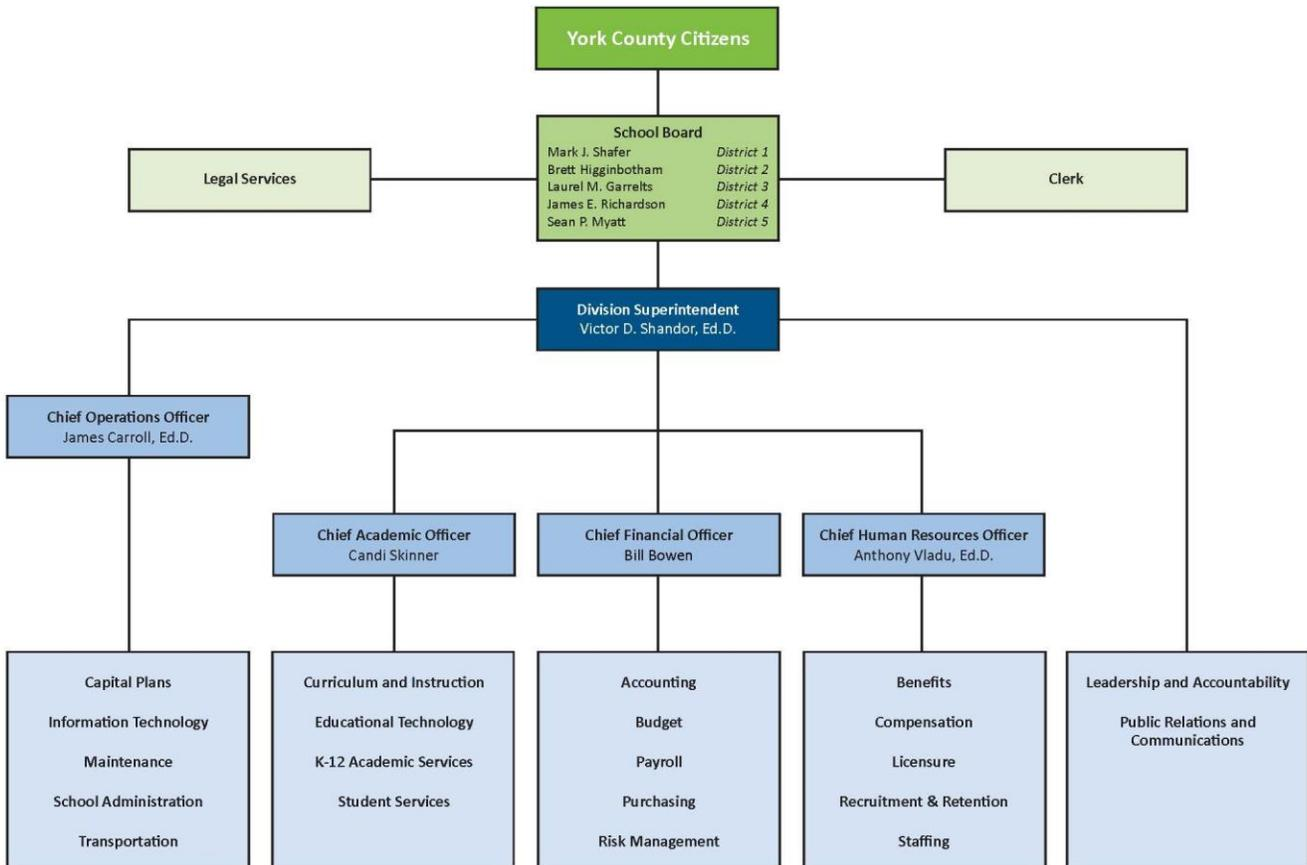 York County Citizens
School Board
Mark J. Shafer District 1
Brett Higginbotham District 2
Laurel M. Garrelts District 3
James E. Richardson District 4
Sean P. Myatt District 5
Legal Services
Clerk
Division Superintendent
Victor D. Shandor, Ed.D.
Chief Operations Officer
James Carroll, Ed.D.
Chief Academic Officer
Candi Skinner
Chief Financial Officer
Bill Bowen
Chief Human Resources Officer
Anthony Vladu, Ed.D.
Capital Plans
Information Technology
Maintenance
School Administration
Transportation
Curriculum and Instruction
Educational Technology
K-12 Academic Services
Student Services
Accounting
Budget
Payroll
Purchasing
Risk Management
Benefits
Compensation
Licensure
Recruitment & Retention
Staffing
Leadership and Accountability
Public Relations and
Communications